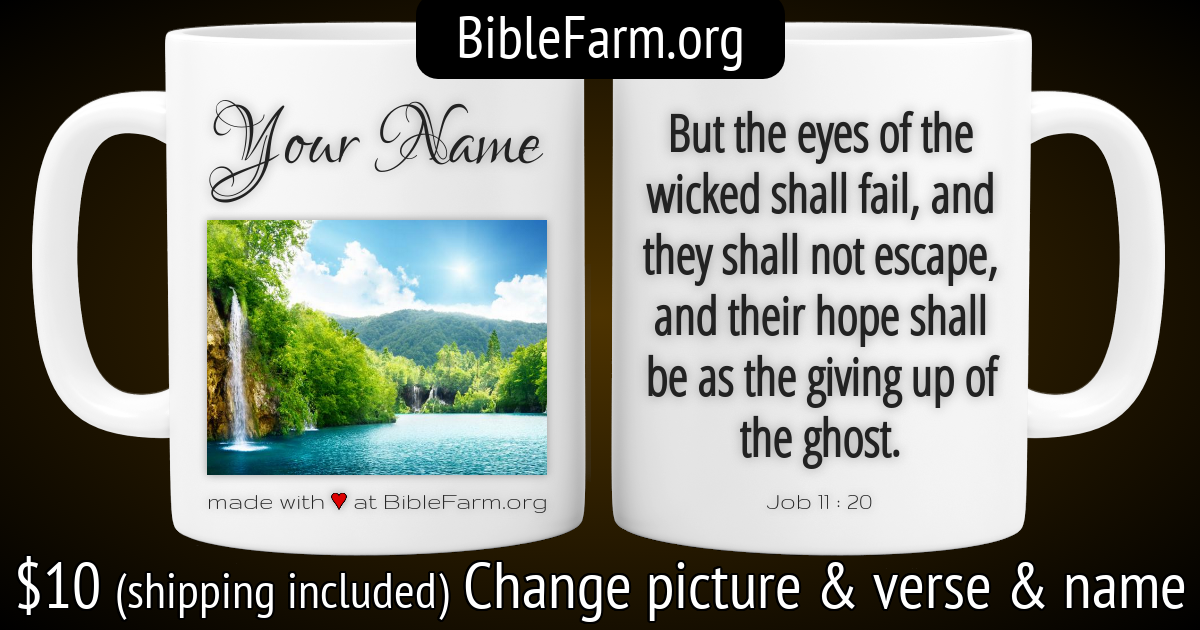 BibleFarm.org
Your Name
made with ♥ at BibleFarm.org
But the eyes of the
wicked shall fail, and
they shall not escape,
and their hope shall
be as the giving up of
the ghost.
Job 11 : 20
$10 (shipping included) Change picture & verse & name